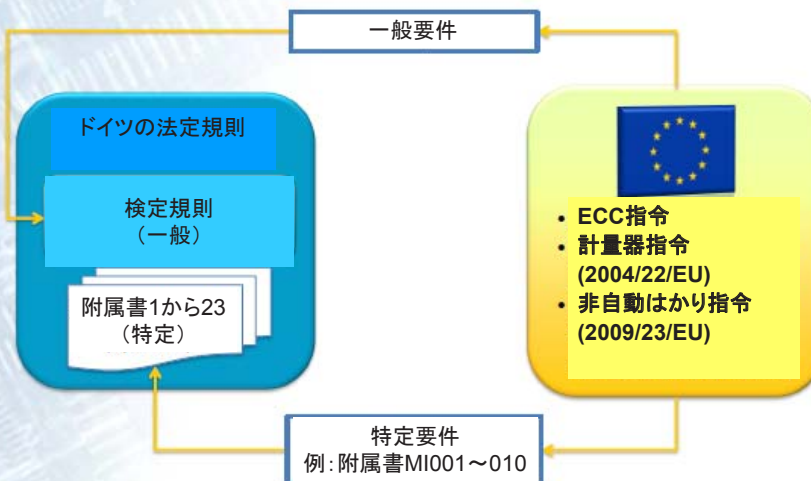 一般要件
ドイツの法定規則
検定規則
（一般）
附属書1から23
（特定）
• ECC指令
• 計量器指令
(2004/22/EU)
• 非自動はかり指令
(2009/23/EU)
特定要件
例：附属書MI001～010